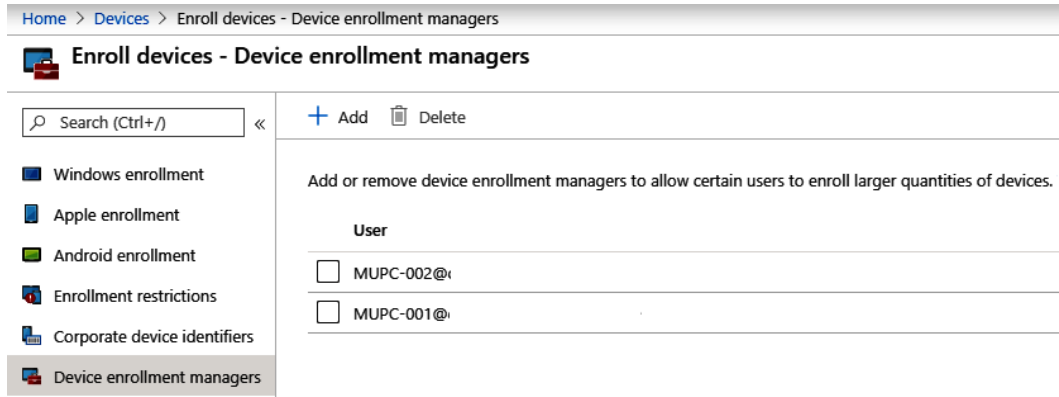 Home > Devices > Enroll devices - Device enrollment managers
Enroll devices - Device enrollment managers
Search (Ctrl+/)
«
+ Add
Delete
Windows enrollment
Apple enrollment
Android enrollment
Enrollment restrictions
Corporate device identifiers
Device enrollment managers
Add or remove device enrollment managers to allow certain users to enroll larger quantities of devices.
User
MUPC-002@
MUPC-001@